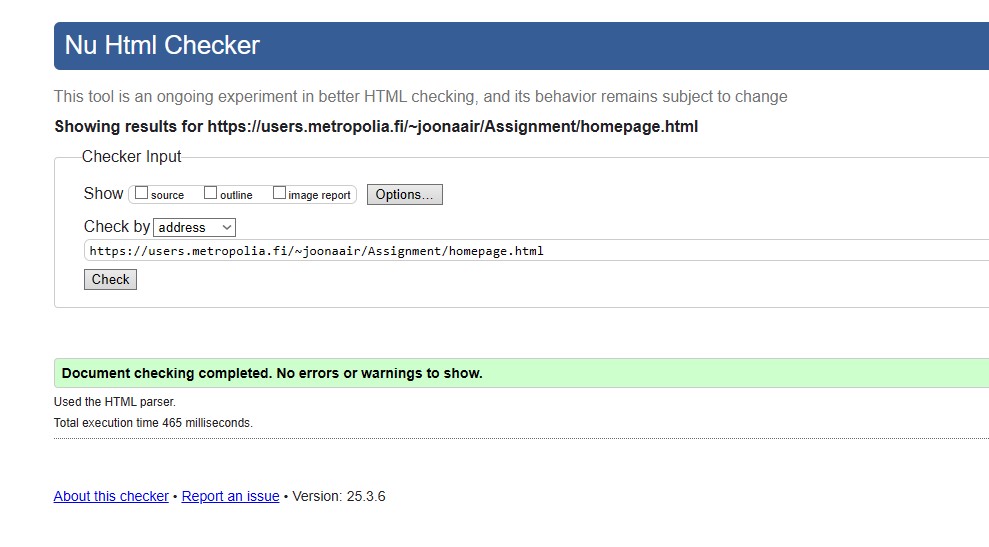 Nu Html Checker
This tool is an ongoing experiment in better HTML checking, and its behavior remains subject to change
Showing results for https://users.metropolia.fi/~joonaair/Assignment/homepage.html
Checker Input
Show source outline image report Options...
Check by address
https://users.metropolia.fi/~joonaair/Assignment/homepage.html
Check
Document checking completed. No errors or warnings to show.
Used the HTML parser.
Total execution time 465 milliseconds.
About this checker • Report an issue • Version: 25.3.6